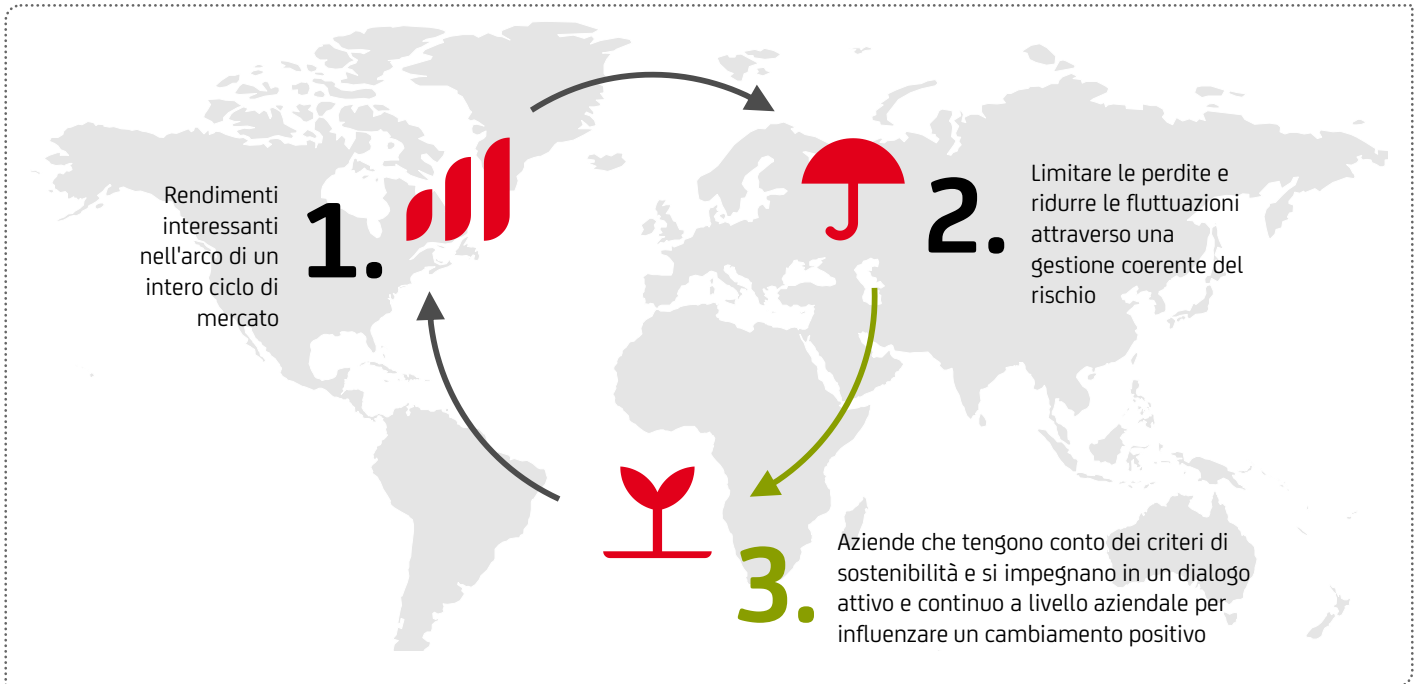 1.
Rendimenti
interessanti
nell'arco di un
intero ciclo di
mercato
2.
Limitare le perdite e
ridurre le fluttuazioni
attraverso una
gestione coerente del
rischio
3.
Aziende che tengono conto dei criteri di
sostenibilità e si impegnano in un dialogo
attivo e continuo a livello aziendale per
influenzare un cambiamento positivo